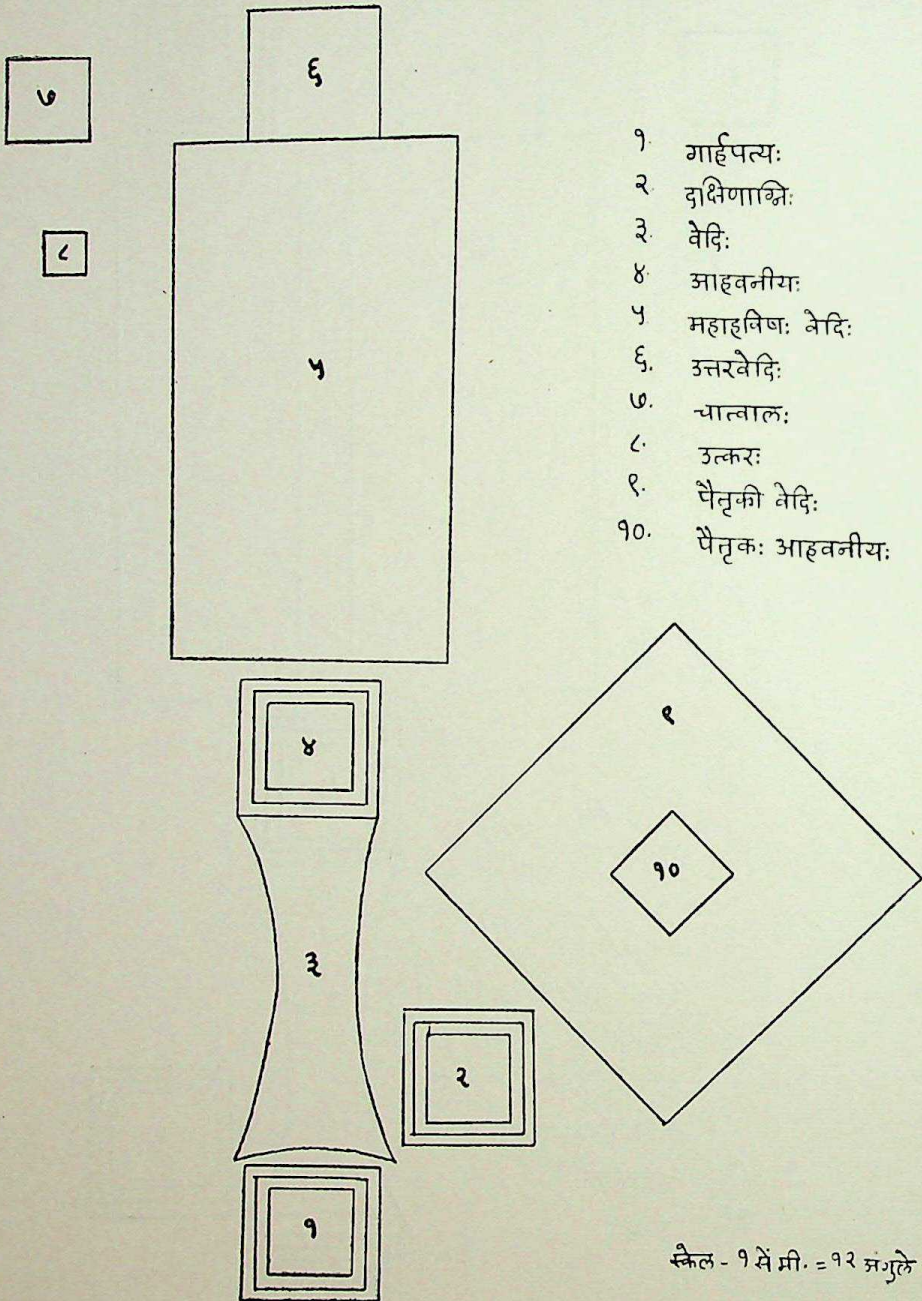 ६
७
८
५
१. गार्हपत्यः
२. दक्षिणाग्निः
३. वेदिः
४. आहवनीयः
५ महाहविषः वेदिः
६. उत्तरवेदिः
७. चात्वालः
८. उत्करः
९. पैतृकी वेदिः
१०. पैतृकः आहवनीयः
४
९
१०
३
२
१
स्केल - १ सें मी. = १२ अंगुले